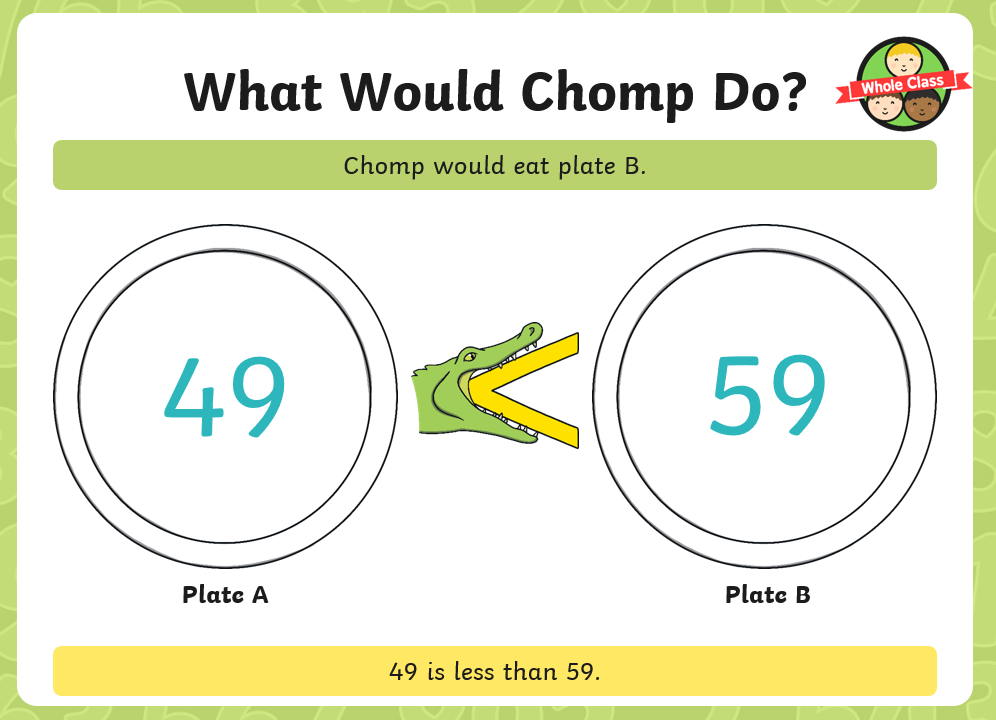 What Would Chomp Do?
Whole Class
Chomp would eat plate B.
49
<
59
Plate A
Plate B
49 is less than 59.